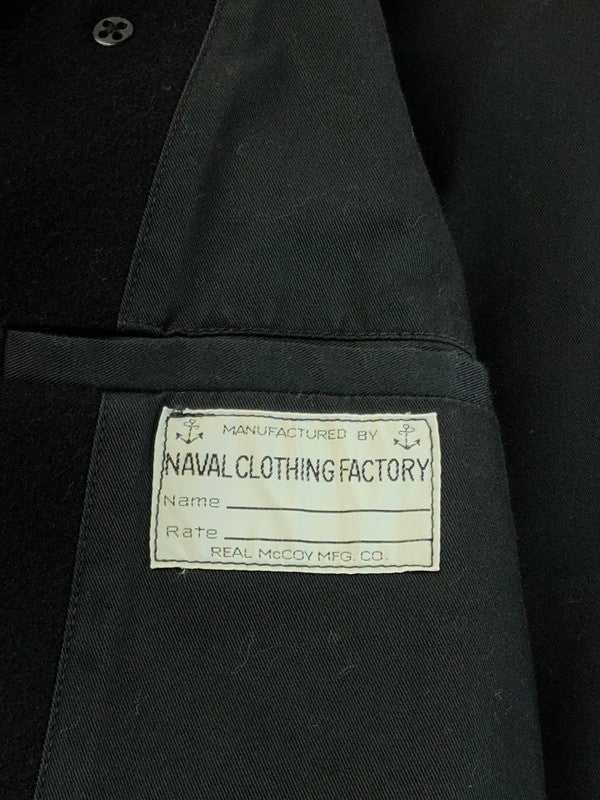 MANUFACTURED BY
NAVAL CLOTHING FACTORY
Name
Rate
REAL McCOY MFG. CO.